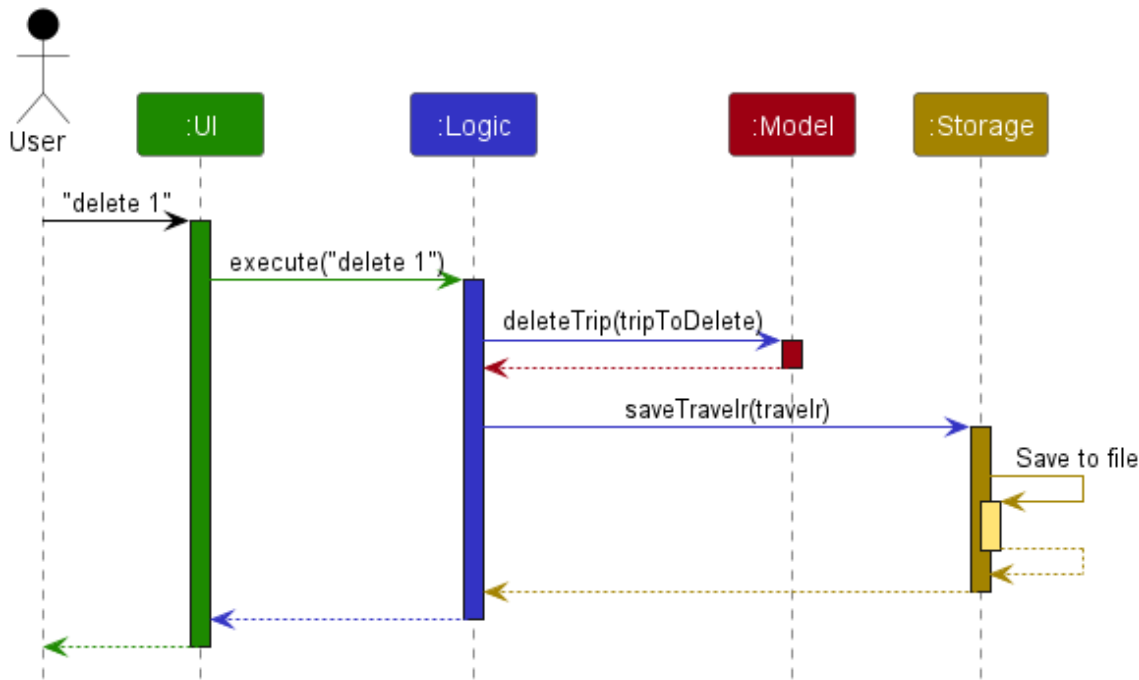 User
:UI
:Logic
:Model
:Storage
"delete 1"
execute("delete 1")
deleteTrip(tripToDelete)
saveTravelr(travelr)
Save to file